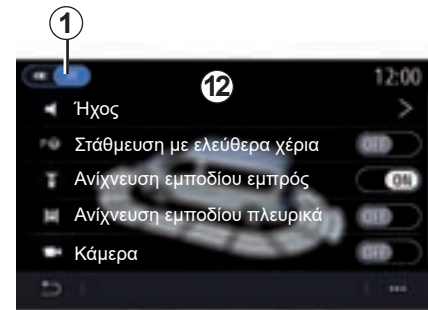 1
12
12:00
Ήχος
Στάθμευση με ελεύθερα χέρια OFF
Ανίχνευση εμποδίου εμπρός ON
Ανίχνευση εμποδίου πλευρικά OFF
Κάμερα OFF